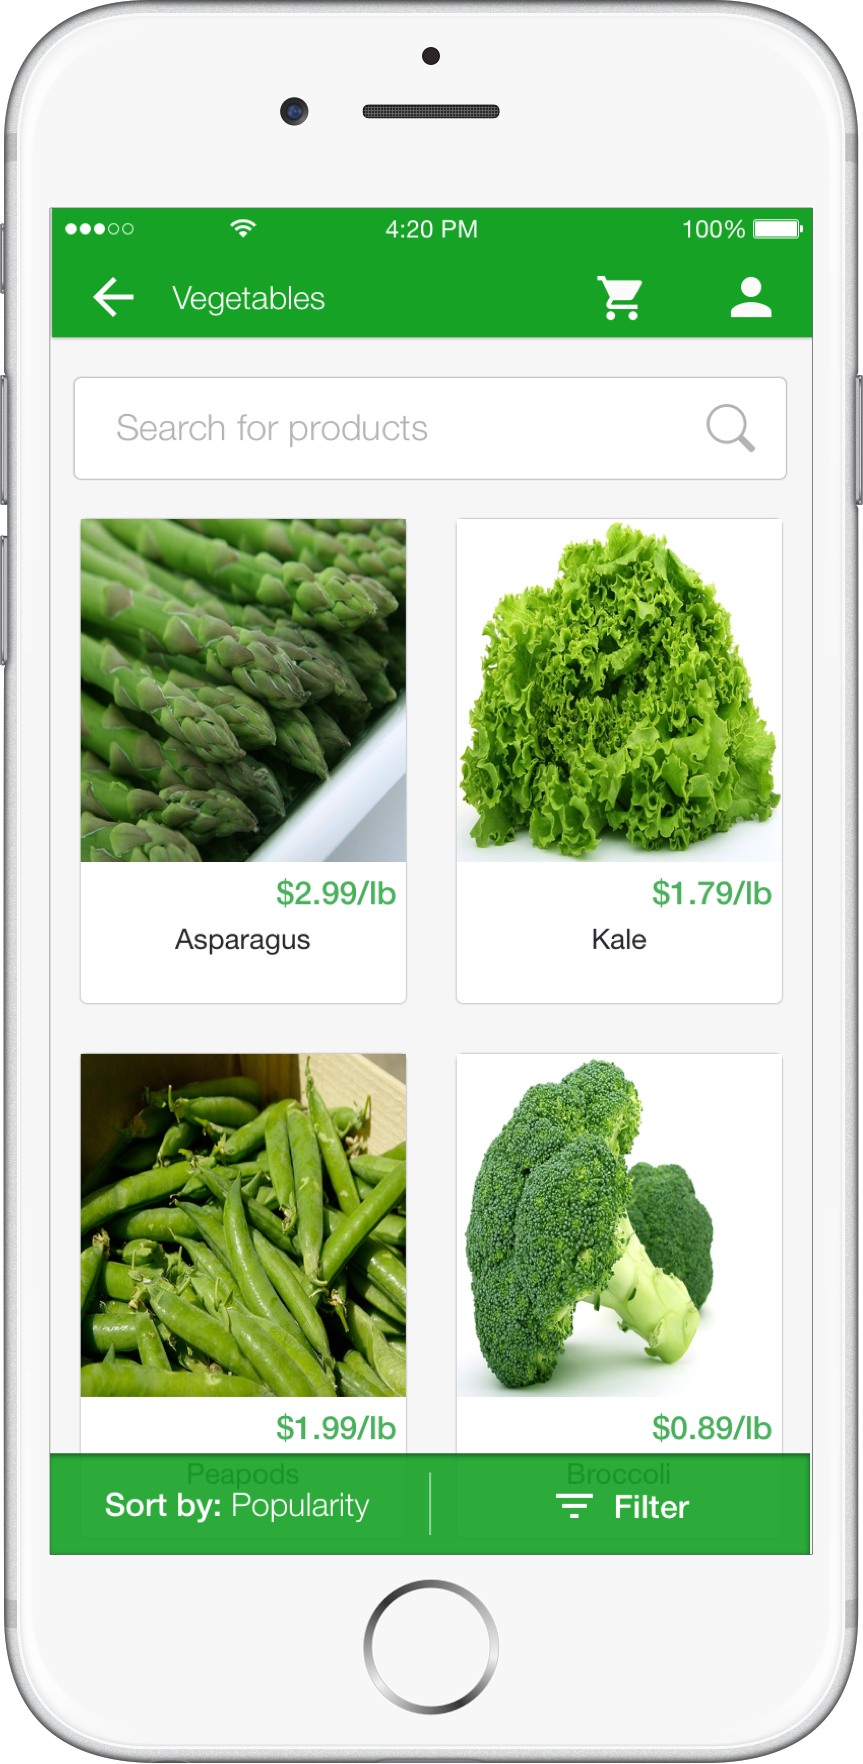 4:20 PM 100%
Vegetables
Search for products
$2.99/lb $1.79/lb
Asparagus Kale
$1.99/lb $0.89/lb
Peapods Broccoli
Sort by: Popularity Filter